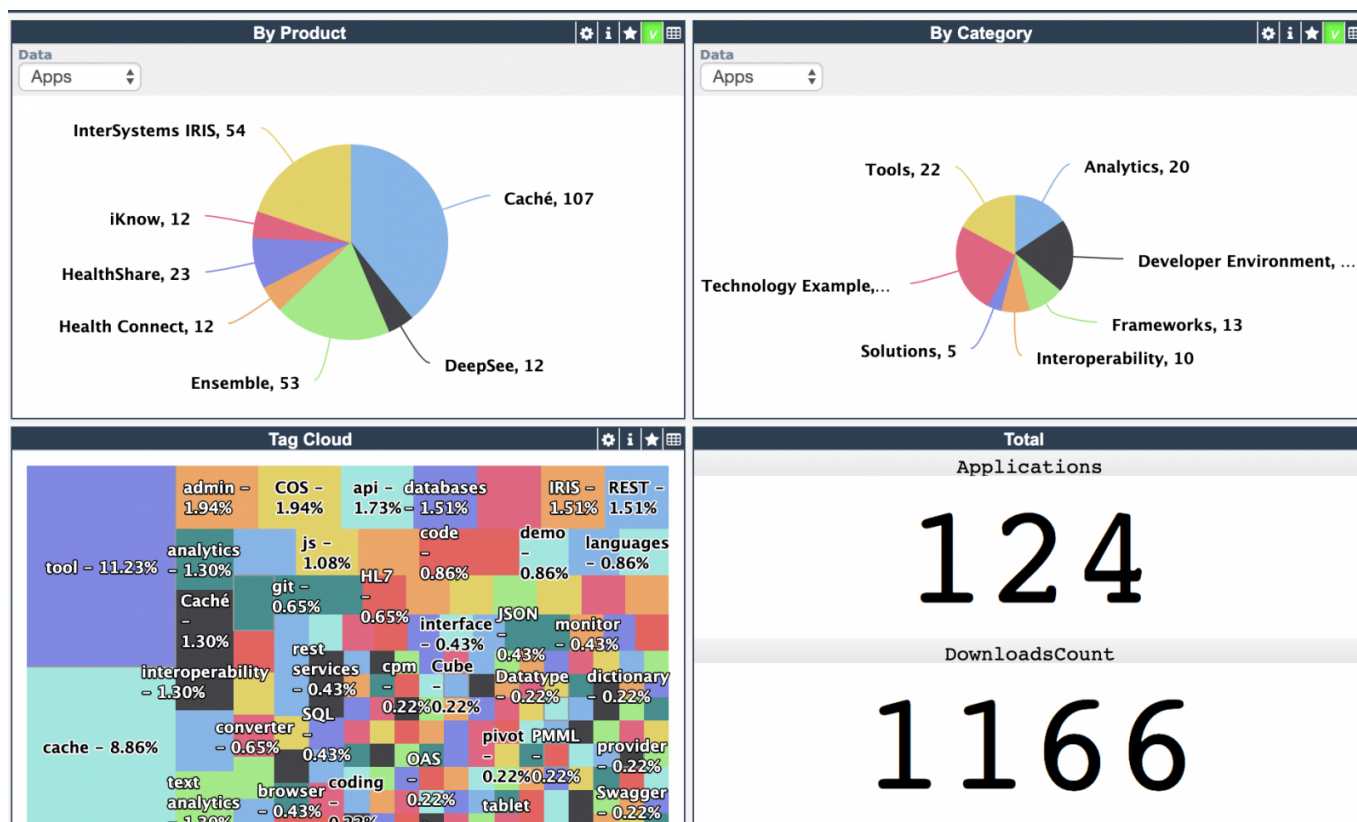 By Product
i
v
Data
Apps
InterSystems IRIS, 54
iKnow, 12
HealthShare, 23
Health Connect, 12
Ensemble, 53
DeepSee, 12
Caché, 107
By Category
i
v
Data
Apps
Tools, 22
Analytics, 20
Technology Example,...
Developer Environment, ...
Frameworks, 13
Solutions, 5
Interoperability, 10
Tag Cloud
i
tool – 11.23%
admin –
1.94%
COS –
1.94%
api –
1.73%
databases
– 1.51%
IRIS –
1.51%
REST –
1.51%
analytics
– 1.30%
js –
1.08%
code
–
0.86%
demo
–
0.86%
languages
– 0.86%
Caché
–
1.30%
git –
0.65%
HL7
–
0.65%
interface
– 0.43%
JSON
–
0.43%
monitor
– 0.43%
interoperability
– 1.30%
rest
services
– 0.43%
cpm
–
0.22%
Cube
–
0.22%
Datatype
– 0.22%
dictionary
– 0.22%
cache – 8.86%
converter
– 0.65%
SQL
–
0.43%
OAS
–
0.22%
pivot
–
0.22%
PMML
–
0.22%
provider
– 0.22%
text
analytics
– 1.30%
browser
– 0.43%
coding
–
0.22%
tablet
Swagger
– 0.22%
Total
Applications
124
DownloadsCount
1166